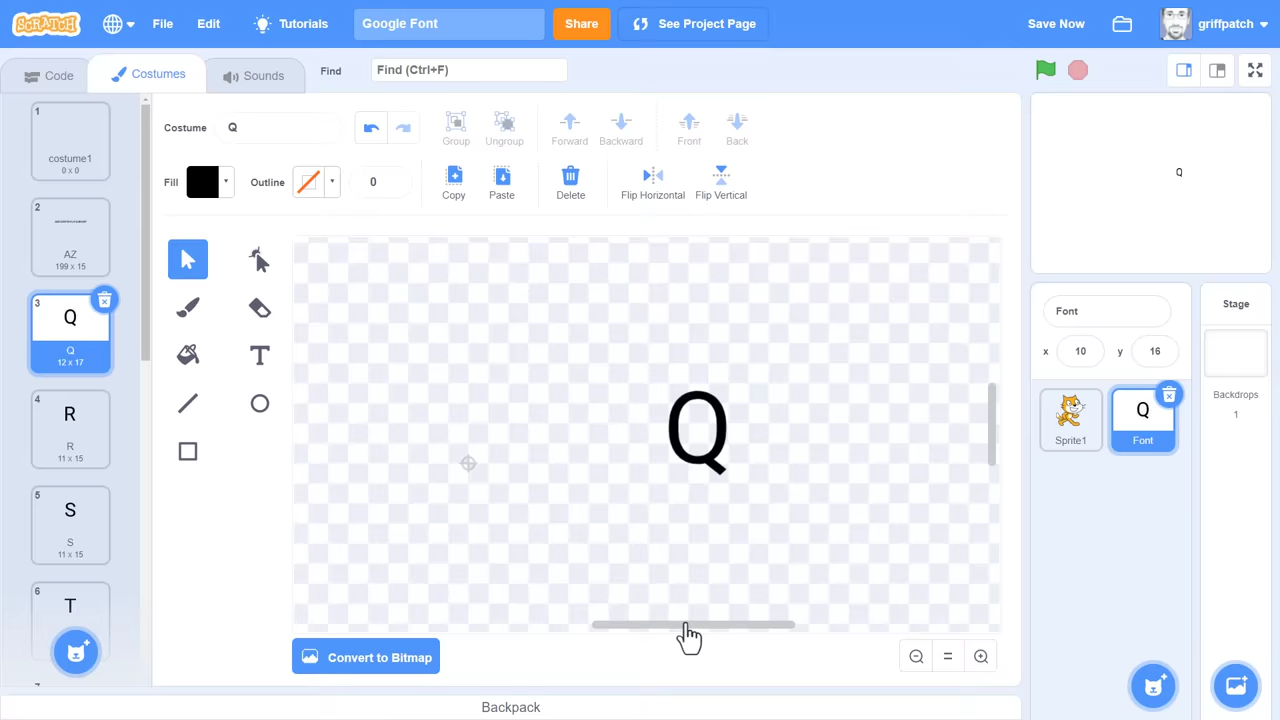 SCRATCH
File
Edit
Tutorials
Google Font
Share
See Project Page
Save Now
griffpatch
Code
Costumes
Sounds
Find
Find (Ctrl+F)
1
costume1
0 x 0
2
AZ
199 x 15
3
Q
Q
12 x 17
4
R
R
11 x 15
5
S
S
11 x 15
6
T
7
Costume
Q
Group
Ungroup
Forward
Backward
Front
Back
Fill
Outline
0
Copy
Paste
Delete
Flip Horizontal
Flip Vertical
T
Q
Convert to Bitmap
Backpack
Q
Font
x
10
y
16
Sprite1
Q
Font
Stage
Backdrops
1